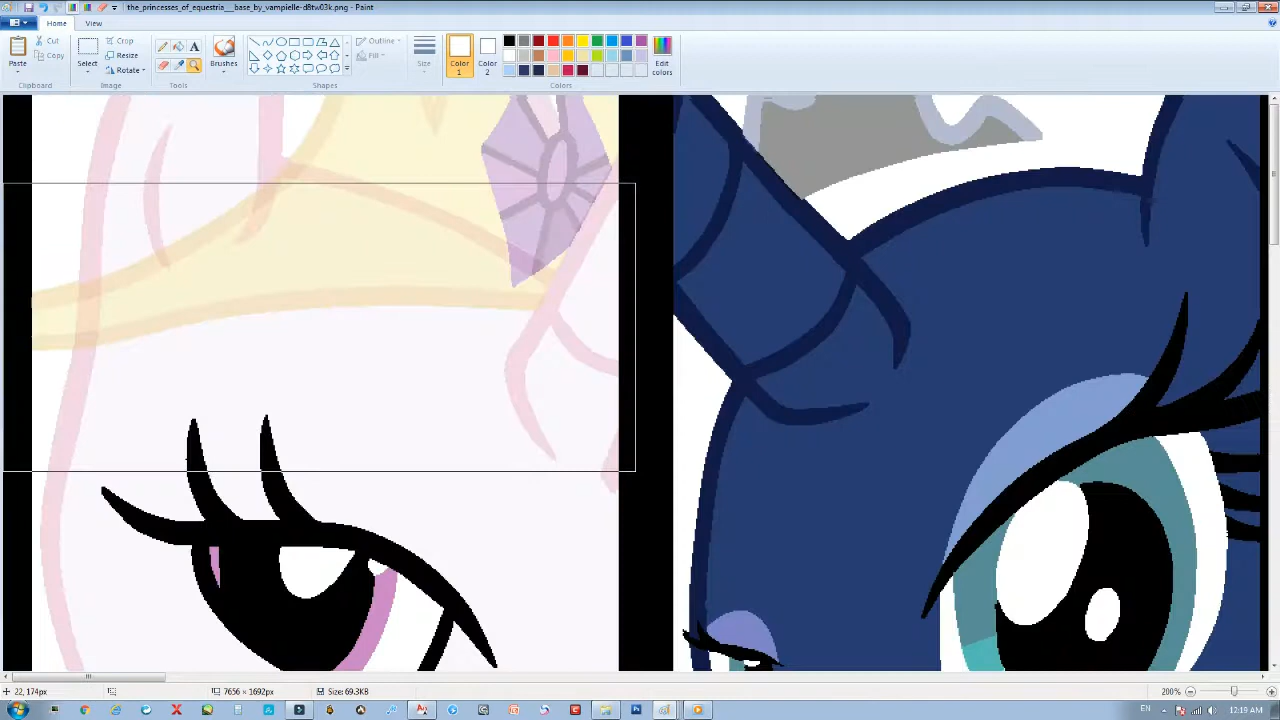 the_princesses_of_equestria__base_by_vampielle-d8tw03k.png - Paint
Home View
Paste
Cut
Copy
Clipboard
Select
Crop
Resize
Rotate
Image
A
Tools
Brushes
Shapes
Outline
Fill
Size
Color 1
Color 2
Edit colors
Colors
22, 174px
7656 × 1692px
Size: 69.3KB
200%
EN
12:19 AM